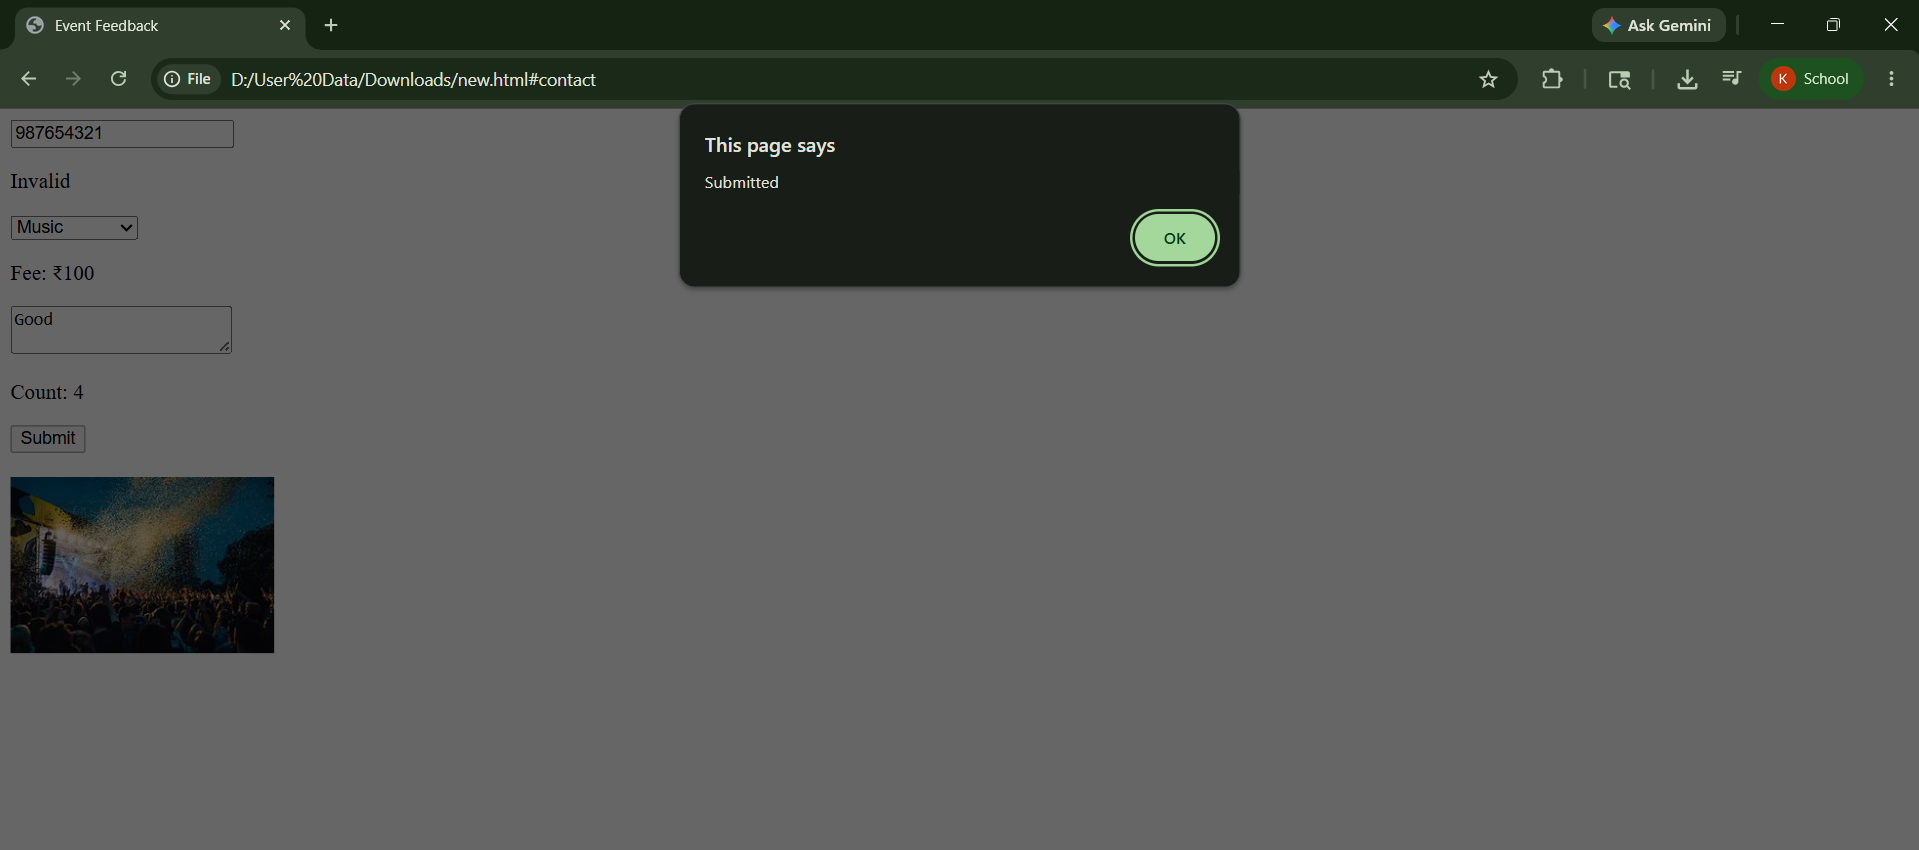 Event Feedback
Ask Gemini
File
D:/User%20Data/Downloads/new.html#contact
K
School
987654321
Invalid
Music
Fee: ₹100
Good
Count: 4
Submit
This page says
Submitted
OK